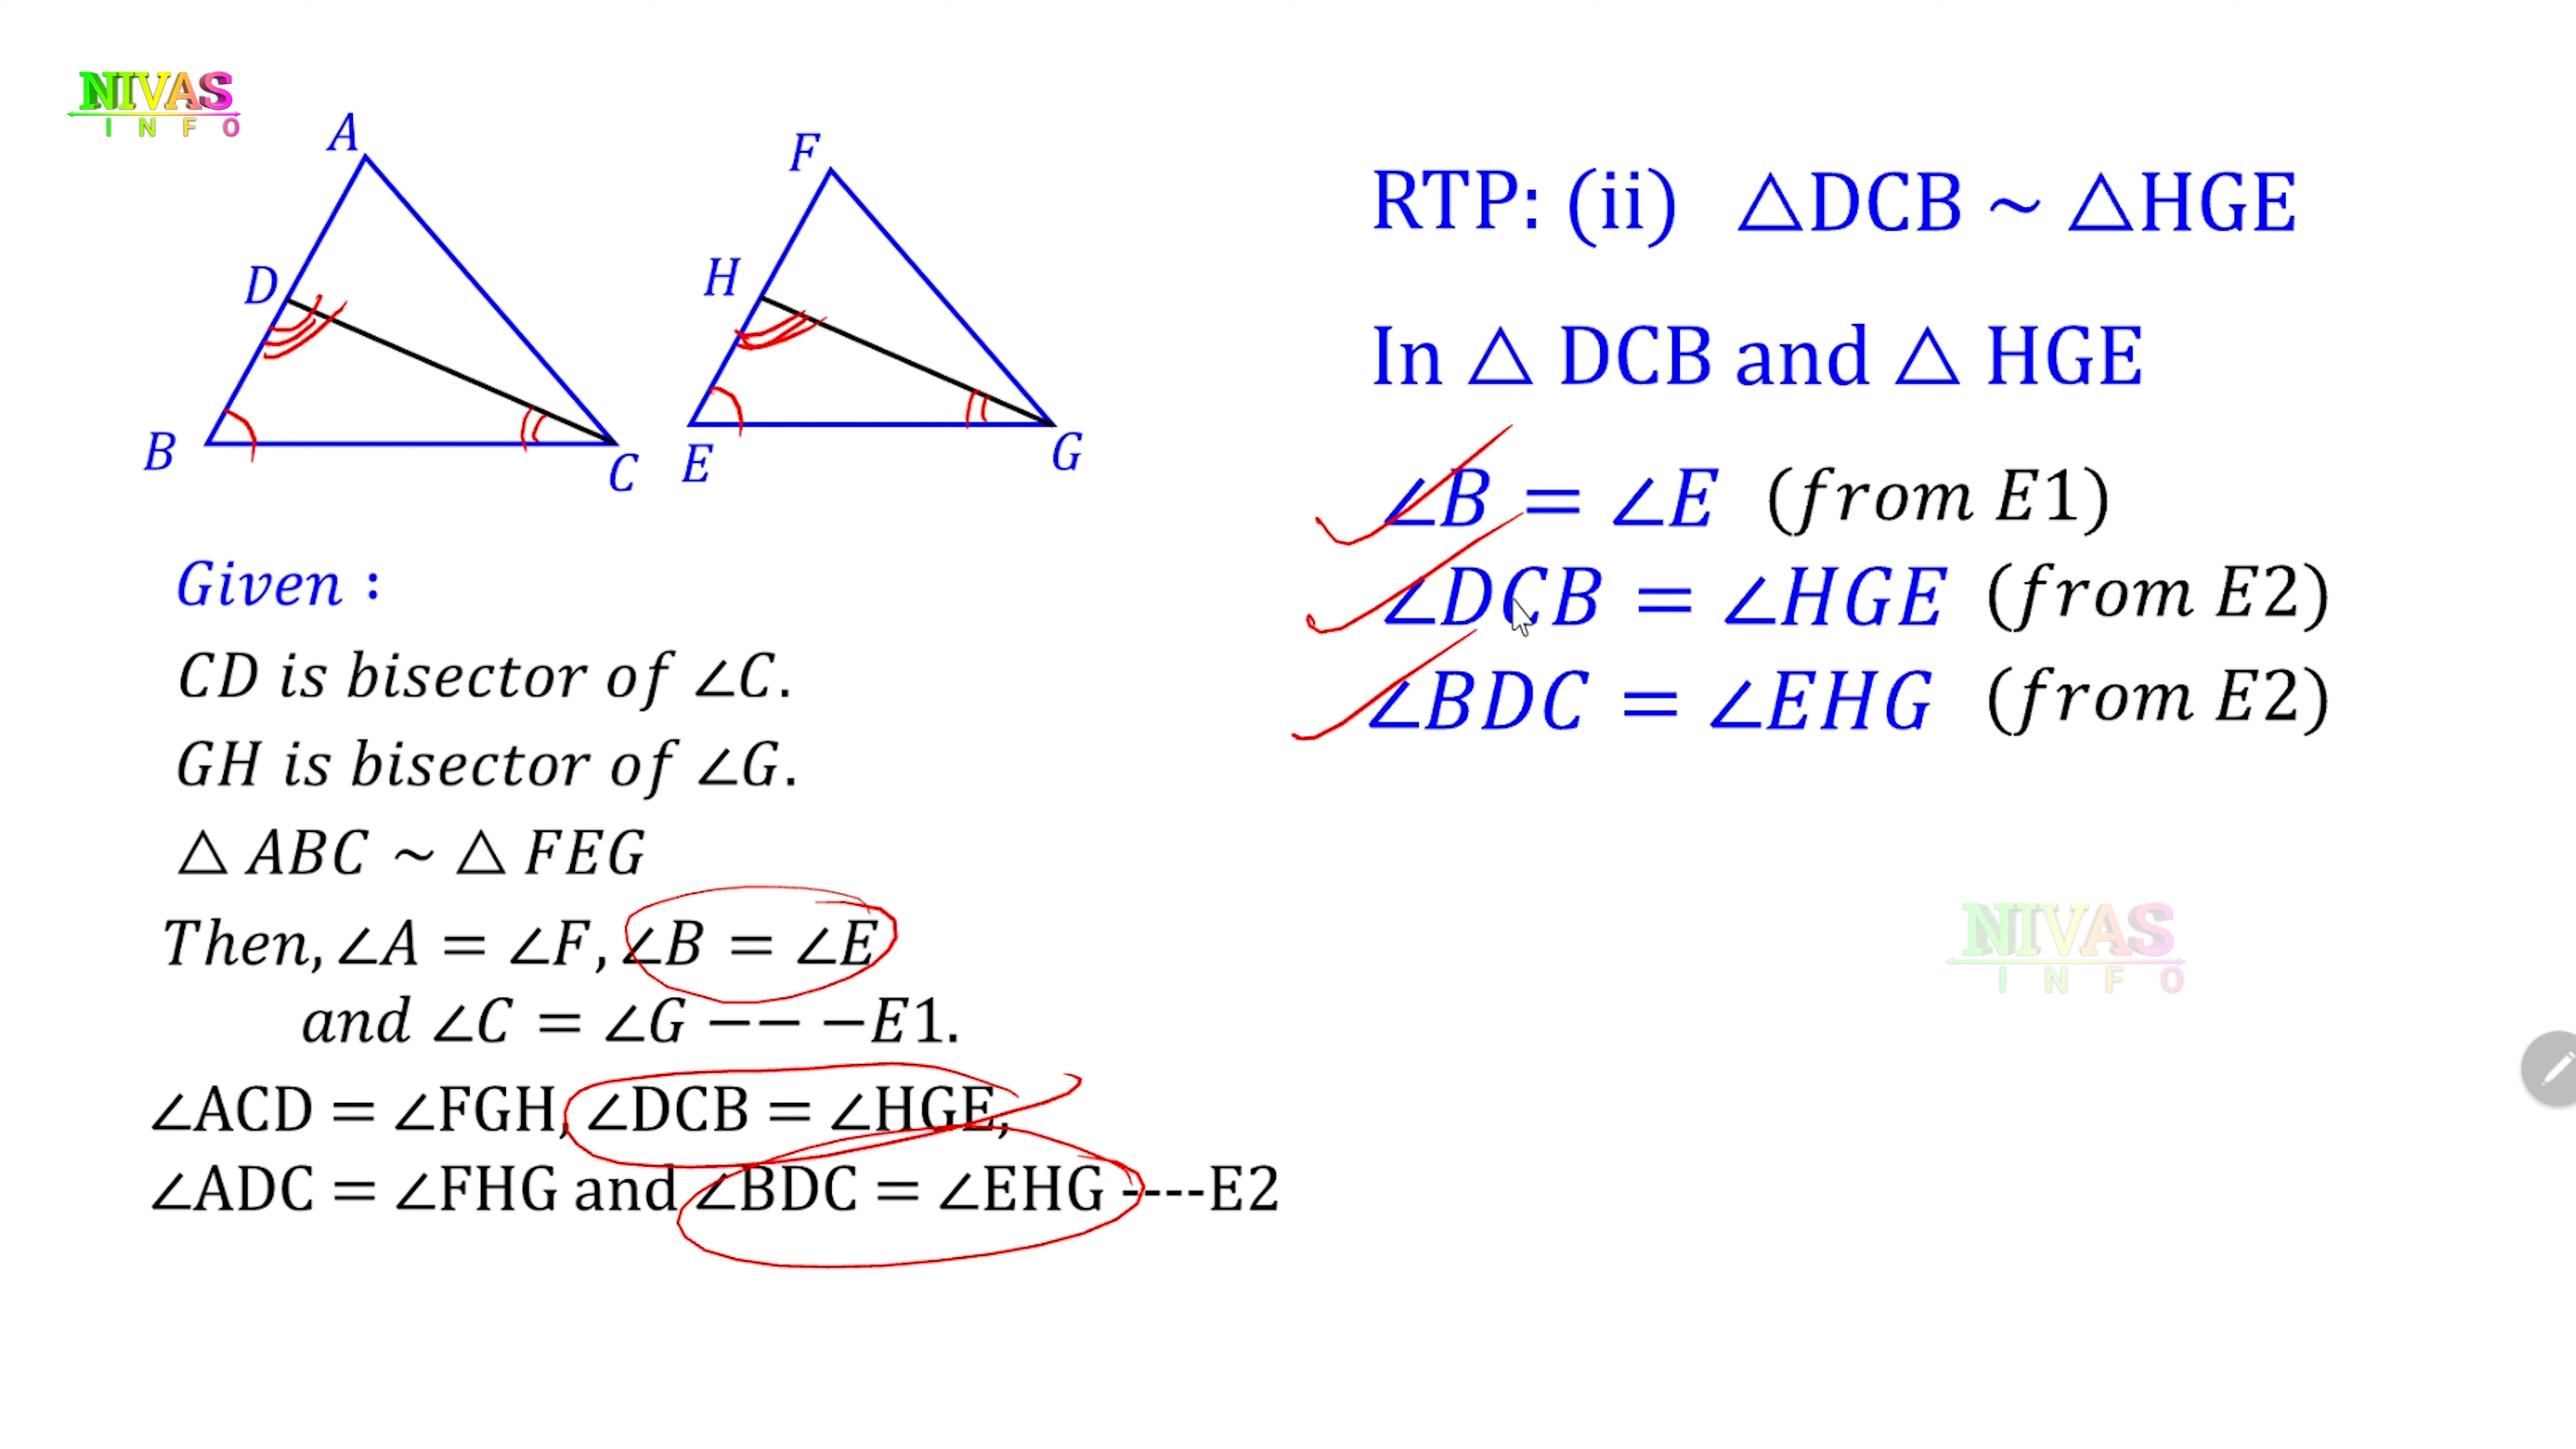 NIVAS
INFO
A
F
D
H
B
C
E
G
Given :
CD is bisector of ∠C.
GH is bisector of ∠G.
△ ABC ~ △ FEG
Then, ∠A = ∠F, ∠B = ∠E
and ∠C = ∠G −− −E1.
∠ACD = ∠FGH, ∠DCB = ∠HGE,
∠ADC = ∠FHG and ∠BDC = ∠EHG ----E2
RTP: (ii) △DCB ~ △HGE
In △ DCB and △ HGE
∠B = ∠E (from E1)
∠DCB = ∠HGE (from E2)
∠BDC = ∠EHG (from E2)
NIVAS
INFO